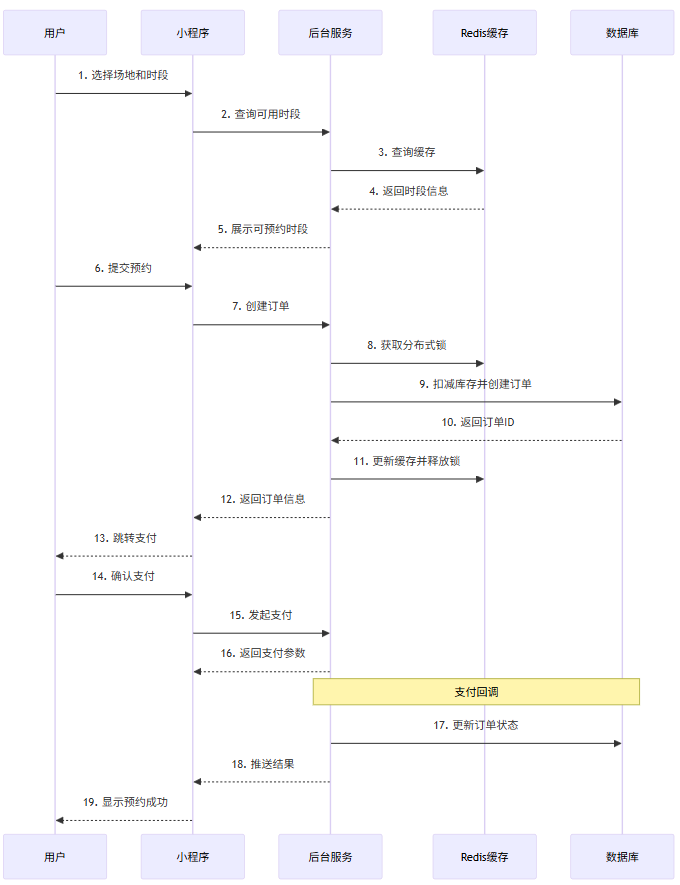 用户
小程序
后台服务
Redis缓存
数据库
1. 选择场地和时段
2. 查询可用时段
3. 查询缓存
4. 返回时段信息
5. 展示可预约时段
6. 提交预约
7. 创建订单
8. 获取分布式锁
9. 扣减库存并创建订单
10. 返回订单ID
11. 更新缓存并释放锁
12. 返回订单信息
13. 跳转支付
14. 确认支付
15. 发起支付
16. 返回支付参数
支付回调
17. 更新订单状态
18. 推送结果
19. 显示预约成功
用户
小程序
后台服务
Redis缓存
数据库